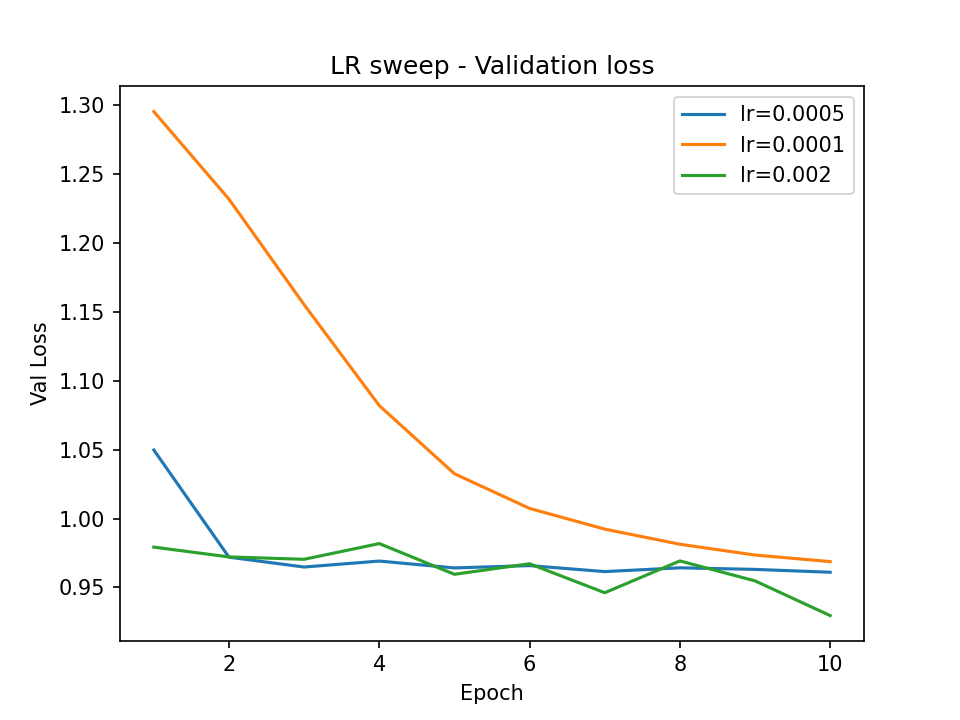 LR sweep - Validation loss
lr=0.0005
lr=0.0001
lr=0.002
Val Loss
1.30
1.25
1.20
1.15
1.10
1.05
1.00
0.95
2
4
6
8
10
Epoch